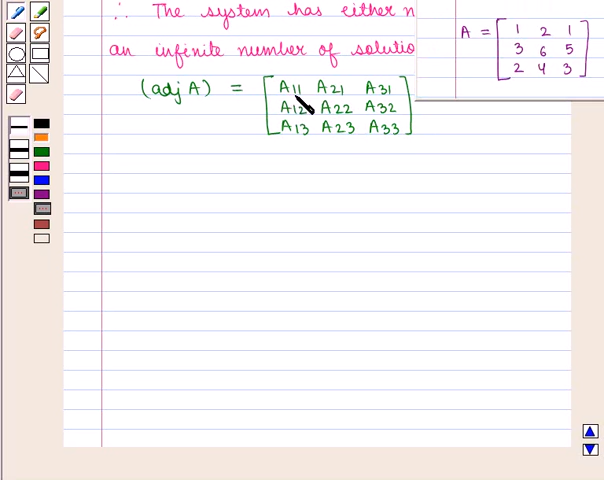 ∴ The system has either
an infinite number of solutio
(adj A) = [ A11 A21 A31
A12 A22 A32
A13 A23 A33 ]
A = [ 1 2 1
3 6 5
2 4 3 ]